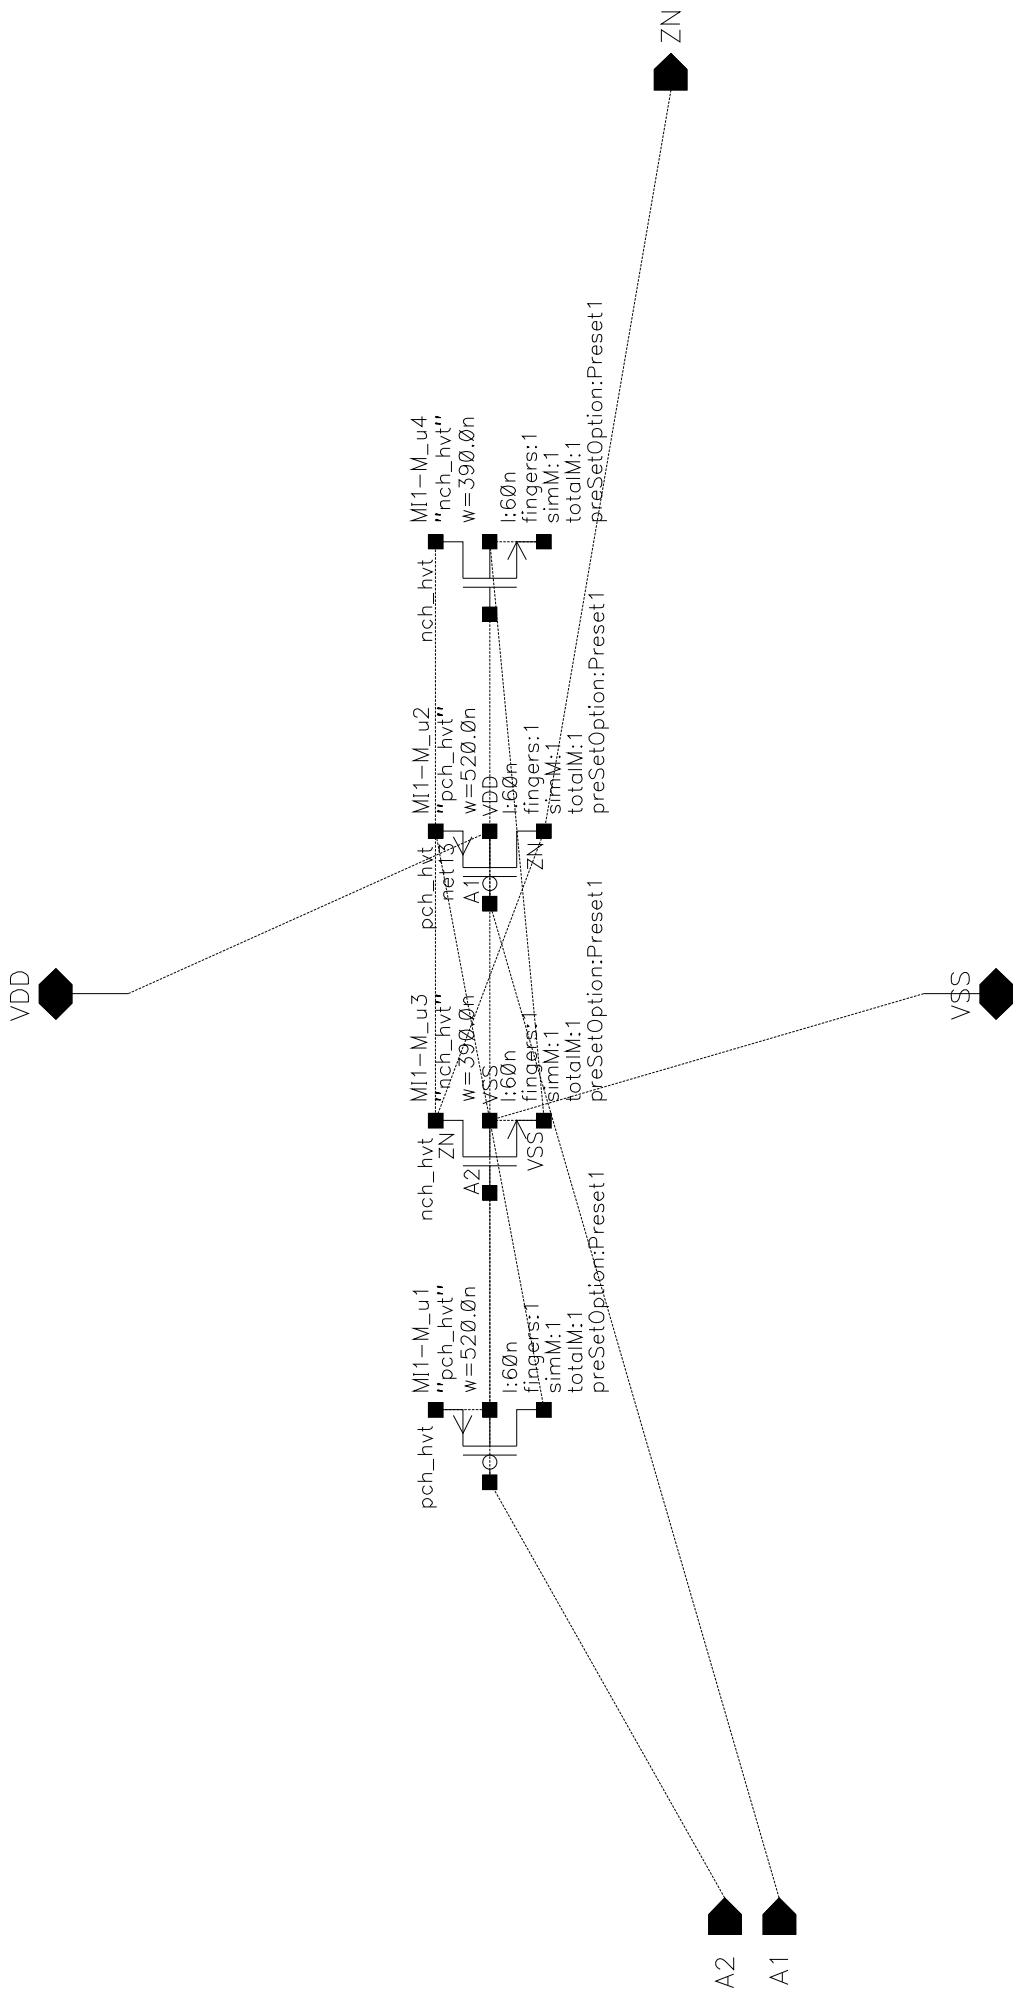 VDD
MI1-M_u1
"pch_hvt"
w=520.0n
l:60n
fingers:1
simM:1
totalM:1
preSetOption:Preset1
pch_hvt
MI1-M_u3
"nch_hvt"
w=390.0n
VSS
l:60n
fingers:1
simM:1
totalM:1
preSetOption:Preset1
nch_hvt
ZN
A2
VSS
MI1-M_u2
"pch_hvt"
w=520.0n
VDD
l:60n
fingers:1
simM:1
totalM:1
preSetOption:Preset1
pch_hvt
net13
A1
ZN
MI1-M_u4
"nch_hvt"
w=390.0n
l:60n
fingers:1
simM:1
totalM:1
preSetOption:Preset1
nch_hvt
ZN
A2
A1
VSS